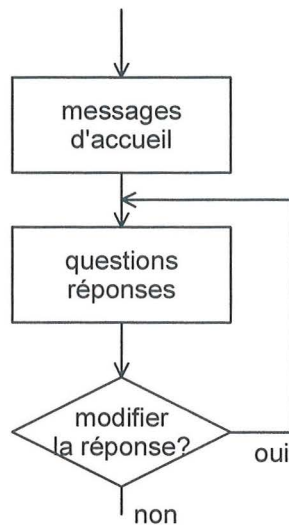 messages
d'accueil
questions
réponses
modifier
la réponse?
oui
non